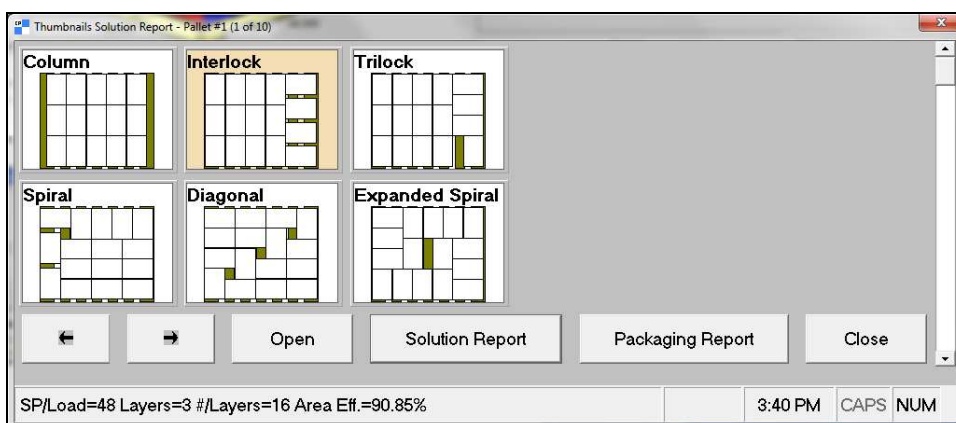 Thumbnails Solution Report - Pallet #1 (1 of 10)
Column Interlock Trilock
Spiral Diagonal Expanded Spiral
Open Solution Report Packaging Report Close
SP/Load=48 Layers=3 #/Layers=16 Area Eff.=90.85% 3:40 PM CAPS NUM